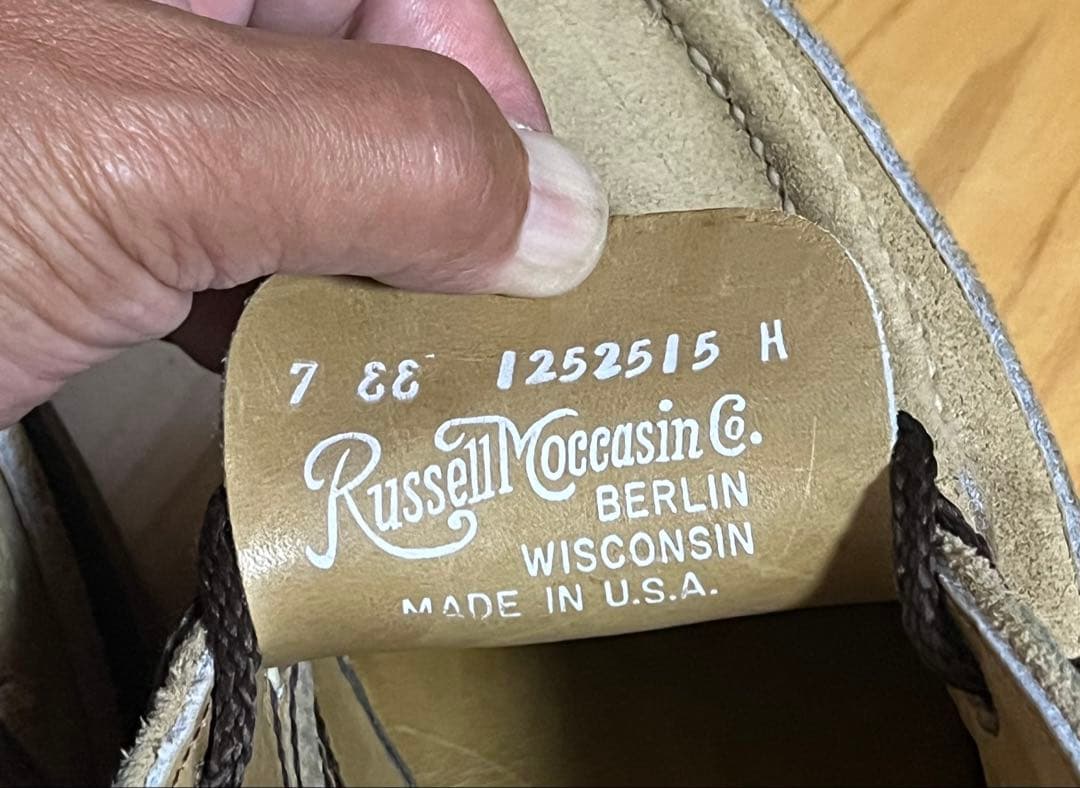 7 EE 1252515 H
Russell Moccasin Co.
BERLIN
WISCONSIN
MADE IN U.S.A.